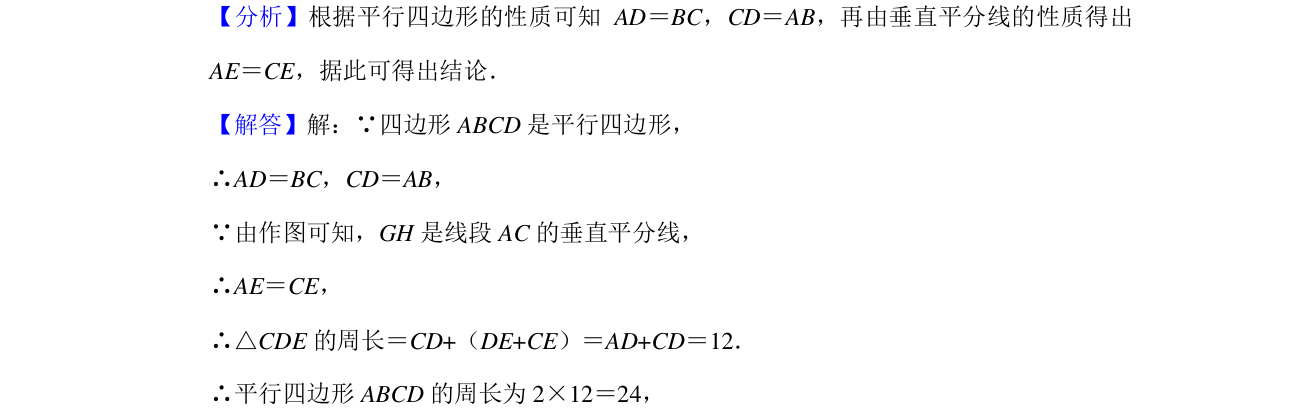 【分析】根据平行四边形的性质可知 AD＝BC，CD＝AB，再由垂直平分线的性质得出
AE＝CE，据此可得出结论．
【解答】解：∵四边形 ABCD 是平行四边形，
∴AD＝BC，CD＝AB，
∵由作图可知，GH 是线段 AC 的垂直平分线，
∴AE＝CE，
∴△CDE 的周长＝CD+（DE+CE）＝AD+CD＝12．
∴平行四边形 ABCD 的周长为 2×12＝24，